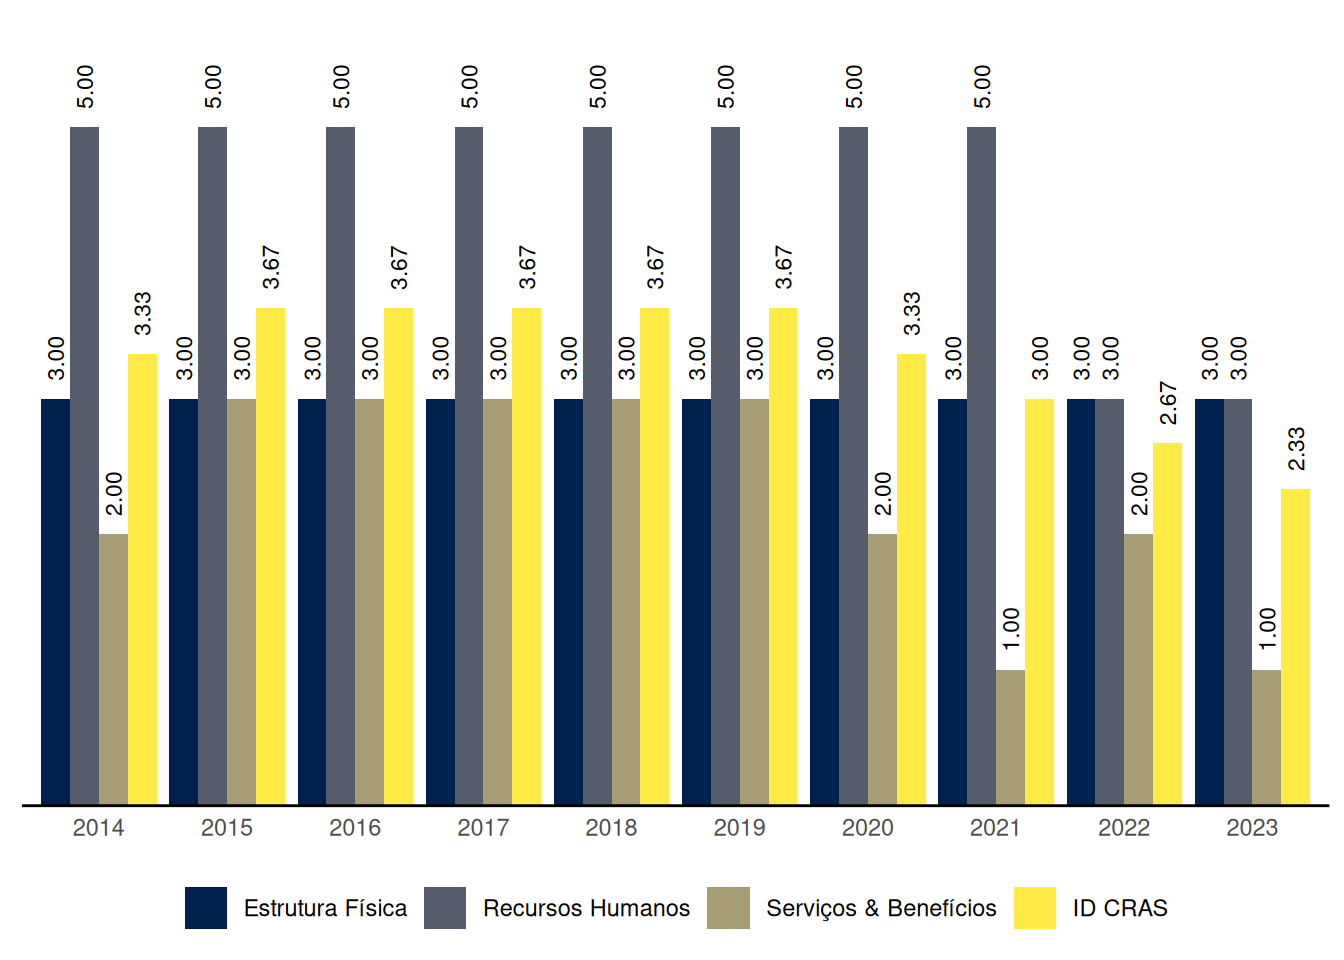 5.00 5.00 5.00 5.00 5.00 5.00 5.00 5.00
3.67 3.67 3.67 3.67 3.67
3.33 3.33
3.00 3.00 3.00 3.00 3.00 3.00 3.00 3.00 3.00 3.00 3.00 3.00 3.00 3.00 3.00 3.00 3.00 3.00
2.67
2.33
2.00 2.00 2.00
1.00 1.00
2014 2015 2016 2017 2018 2019 2020 2021 2022 2023
Estrutura Física Recursos Humanos Serviços & Benefícios ID CRAS